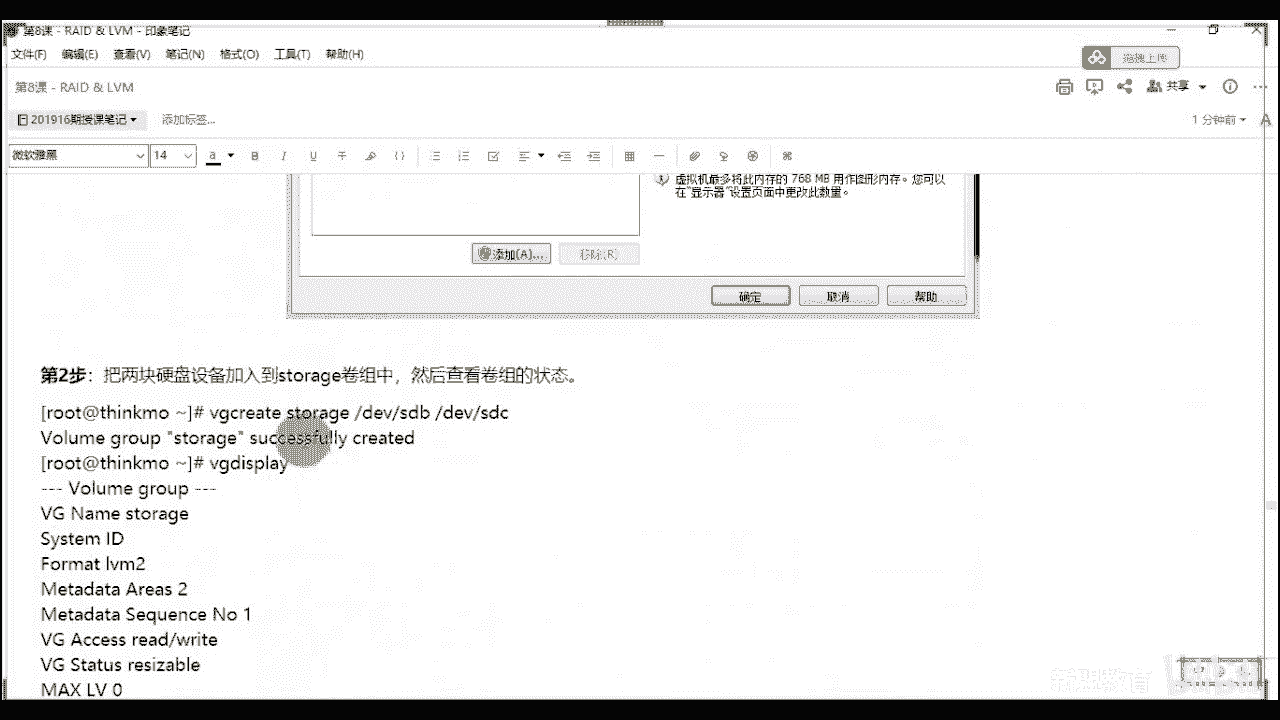 第8课 - RAID & LVM - 印象笔记
文件(F) 编辑(E) 查看(V) 笔记(N) 格式(O) 工具(T) 帮助(H)
拖拽上传
第8课 - RAID & LVM
共享
201916期授课笔记
添加标签...
1 分钟前
微软雅黑 14
虚拟机最多将此内存的 768 MB 用作图形内存。您可以
在“显示器”设置页面中更改此数量。
添加(A)... 移除(R)
确定 取消 帮助
第2步：把两块硬盘设备加入到storage卷组中，然后查看卷组的状态。
[root@thinkmo ~]# vgcreate storage /dev/sdb /dev/sdc
Volume group "storage" successfully created
[root@thinkmo ~]# vgdisplay
--- Volume group ---
VG Name storage
System ID
Format lvm2
Metadata Areas 2
Metadata Sequence No 1
VG Access read/write
VG Status resizable
MAX LV 0
新盟教育